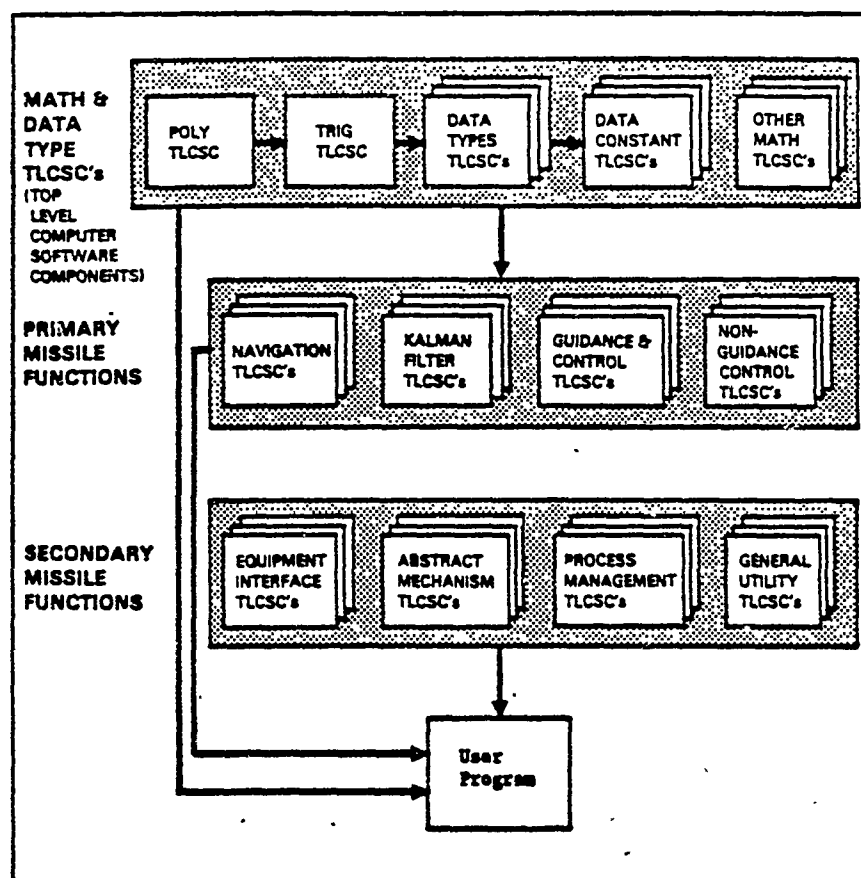 MATH &
DATA
TYPE
TLCSC's
(TOP
LEVEL
COMPUTER
SOFTWARE
COMPONENTS)
POLY
TLCSC
TRIG
TLCSC
DATA
TYPES
TLCSC's
DATA
CONSTANT
TLCSC's
OTHER
MATH
TLCSC's
PRIMARY
MISSILE
FUNCTIONS
NAVIGATION
TLCSC's
KALMAN
FILTER
TLCSC's
GUIDANCE &
CONTROL
TLCSC's
NON-
GUIDANCE
CONTROL
TLCSC's
SECONDARY
MISSILE
FUNCTIONS
EQUIPMENT
INTERFACE
TLCSC's
ABSTRACT
MECHANISM
TLCSC's
PROCESS
MANAGEMENT
TLCSC's
GENERAL
UTILITY
TLCSC's
User
Program